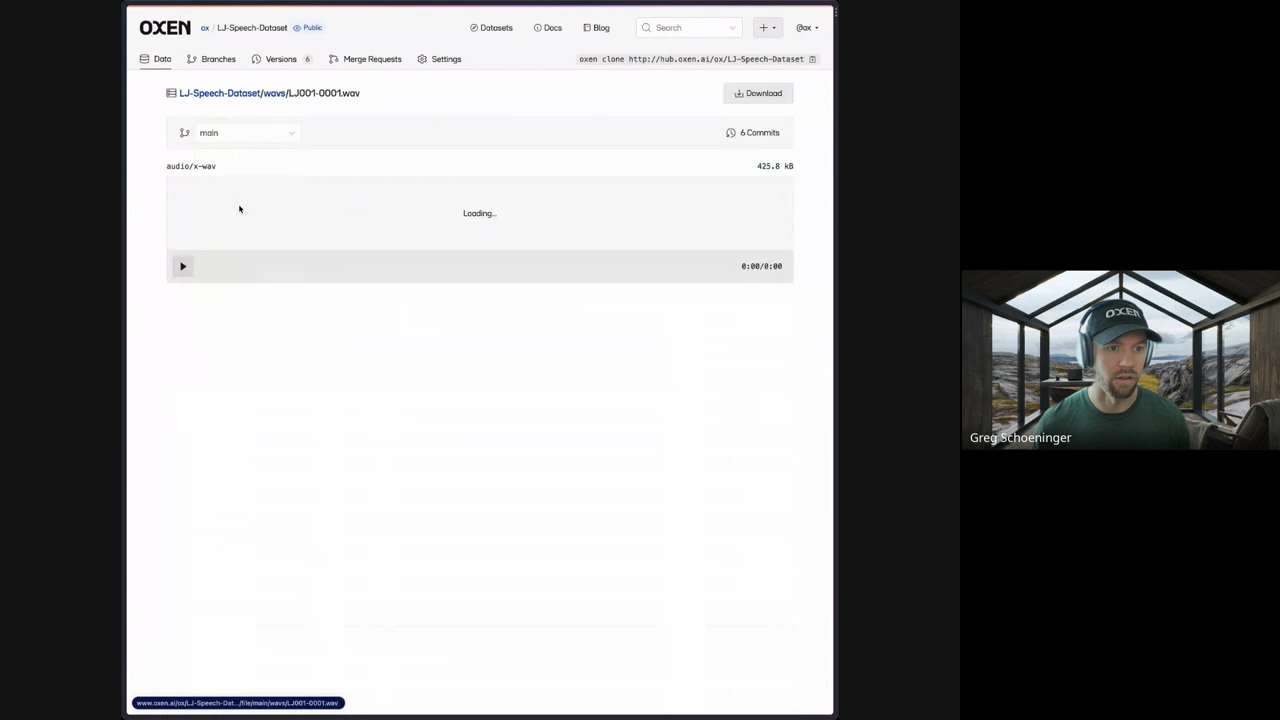 OXEN ox / LJ-Speech-Dataset Public Datasets Docs Blog Search @ox
Data Branches Versions 6 Merge Requests Settings oxen clone http://hub.oxen.ai/ox/LJ-Speech-Dataset
LJ-Speech-Dataset/wavs/LJ001-0001.wav Download
main 6 Commits
audio/x-wav 425.8 kB
Loading...
0:00/0:00
OXEN
Greg Schoeninger
www.oxen.ai/ox/LJ-Speech-Dat.../file/main/wavs/LJ001-0001.wav